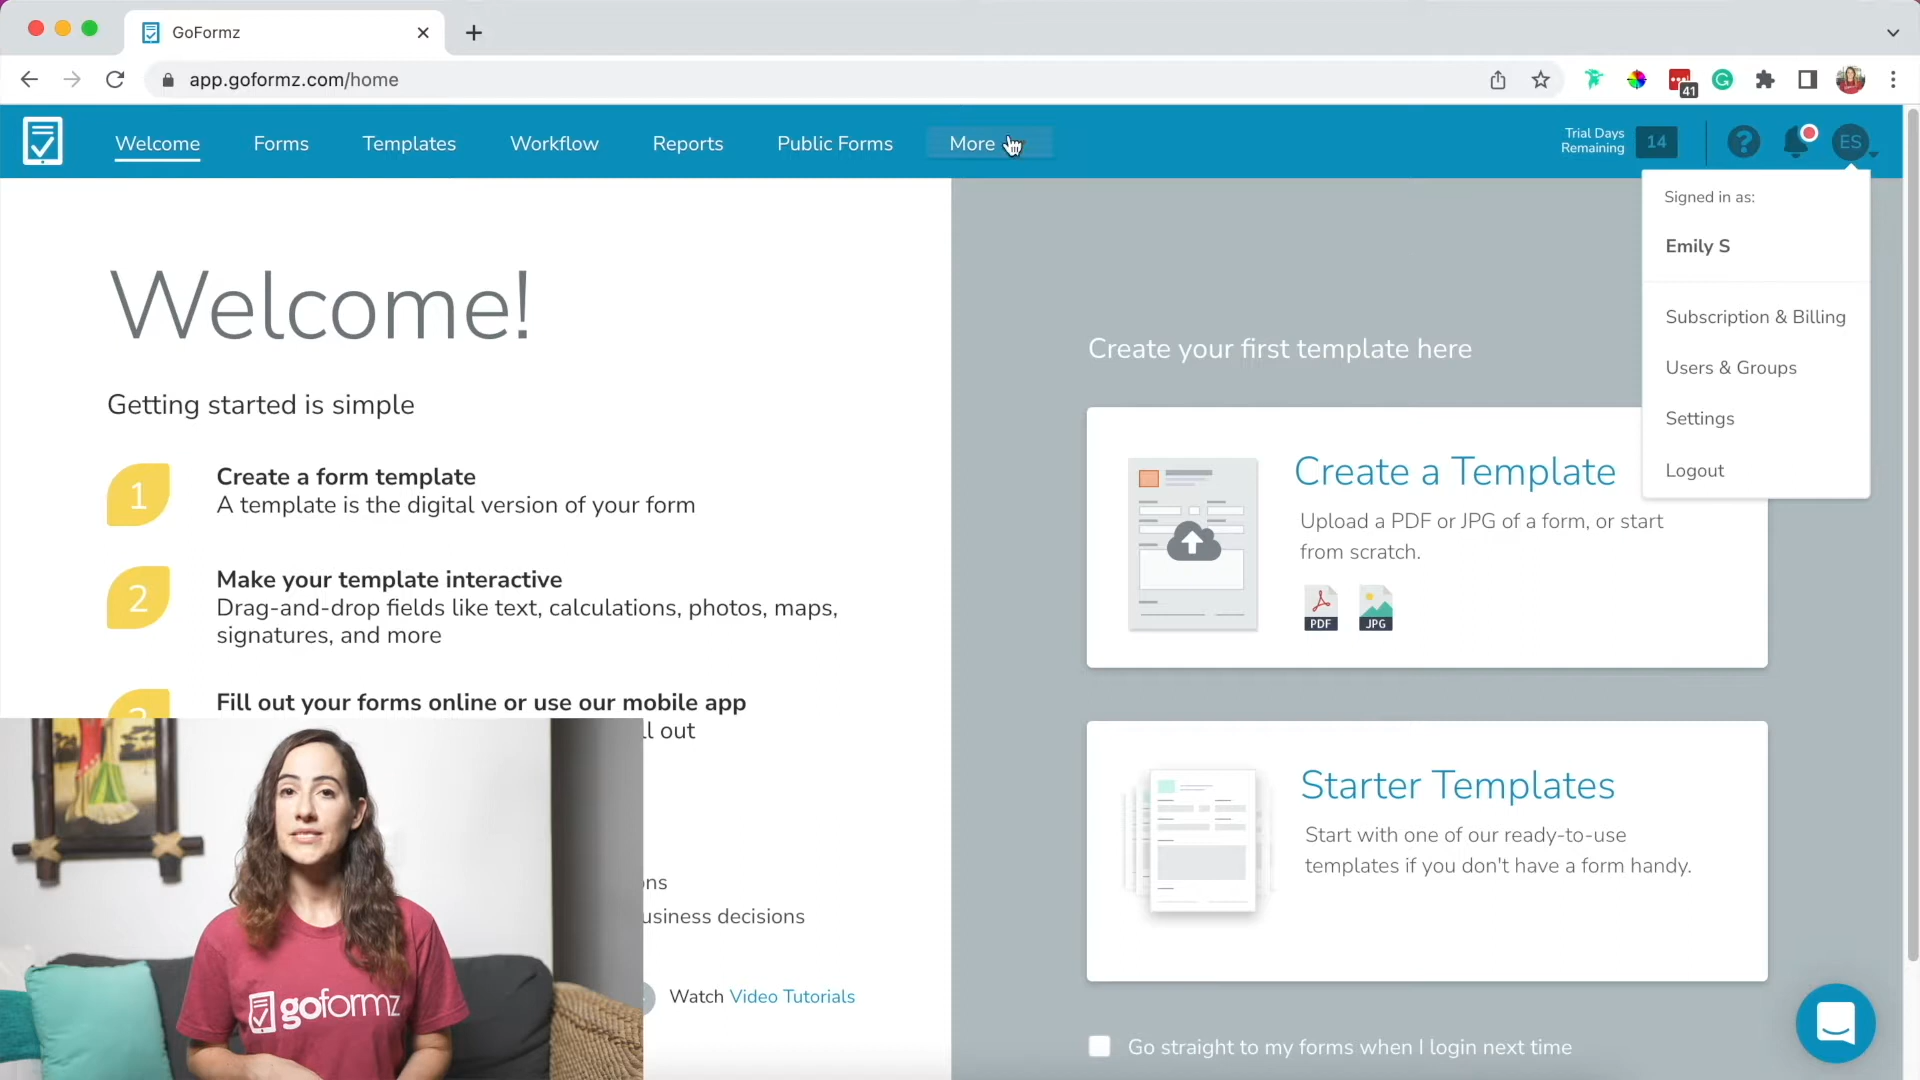 GoFormz
app.goformz.com/home
41
Welcome
Forms
Templates
Workflow
Reports
Public Forms
More
Trial Days
Remaining
14
?
ES
Signed in as:
Emily S
Subscription & Billing
Users & Groups
Settings
Logout
Welcome!
Getting started is simple
1
Create a form template
A template is the digital version of your form
2
Make your template interactive
Drag-and-drop fields like text, calculations, photos, maps,
signatures, and more
Fill out your forms online or use our mobile app
ll out
ons
usiness decisions
Watch Video Tutorials
goformz
Create your first template here
Create a Template
Upload a PDF or JPG of a form, or start
from scratch.
PDF
JPG
Starter Templates
Start with one of our ready-to-use
templates if you don't have a form handy.
Go straight to my forms when I login next time